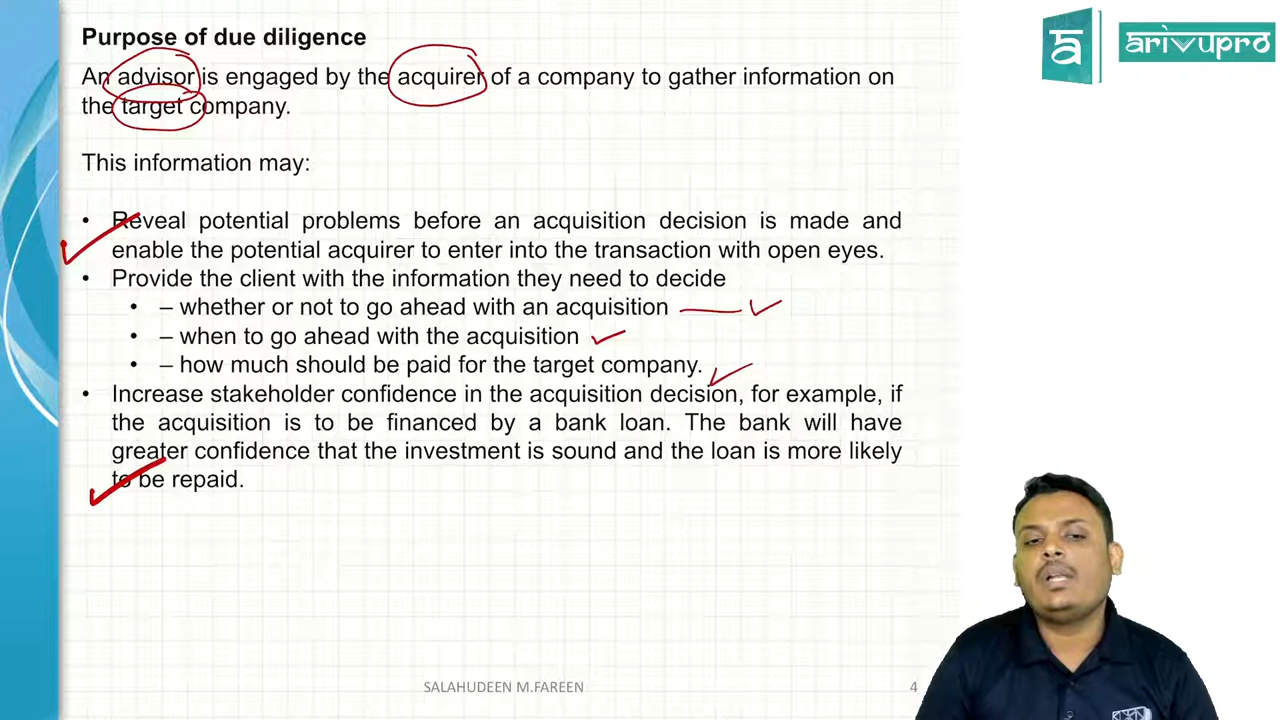 Purpose of due diligence
An advisor is engaged by the acquirer of a company to gather information on
the target company.
This information may:
• Reveal potential problems before an acquisition decision is made and
enable the potential acquirer to enter into the transaction with open eyes.
• Provide the client with the information they need to decide
• – whether or not to go ahead with an acquisition
• – when to go ahead with the acquisition
• – how much should be paid for the target company.
• Increase stakeholder confidence in the acquisition decision, for example, if
the acquisition is to be financed by a bank loan. The bank will have
greater confidence that the investment is sound and the loan is more likely
to be repaid.
SALAHUDEEN M.FAREEN
4
a
arivupro